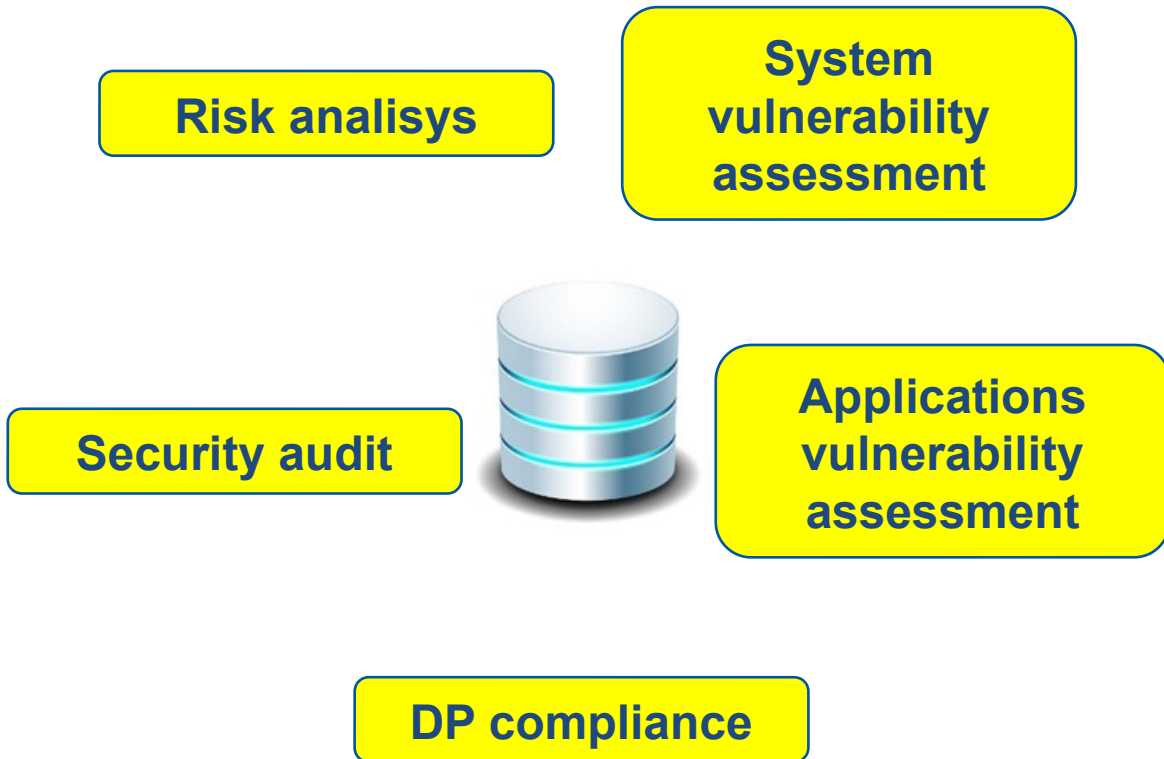 Risk analisys
System
vulnerability
assessment
Security audit
Applications
vulnerability
assessment
DP compliance